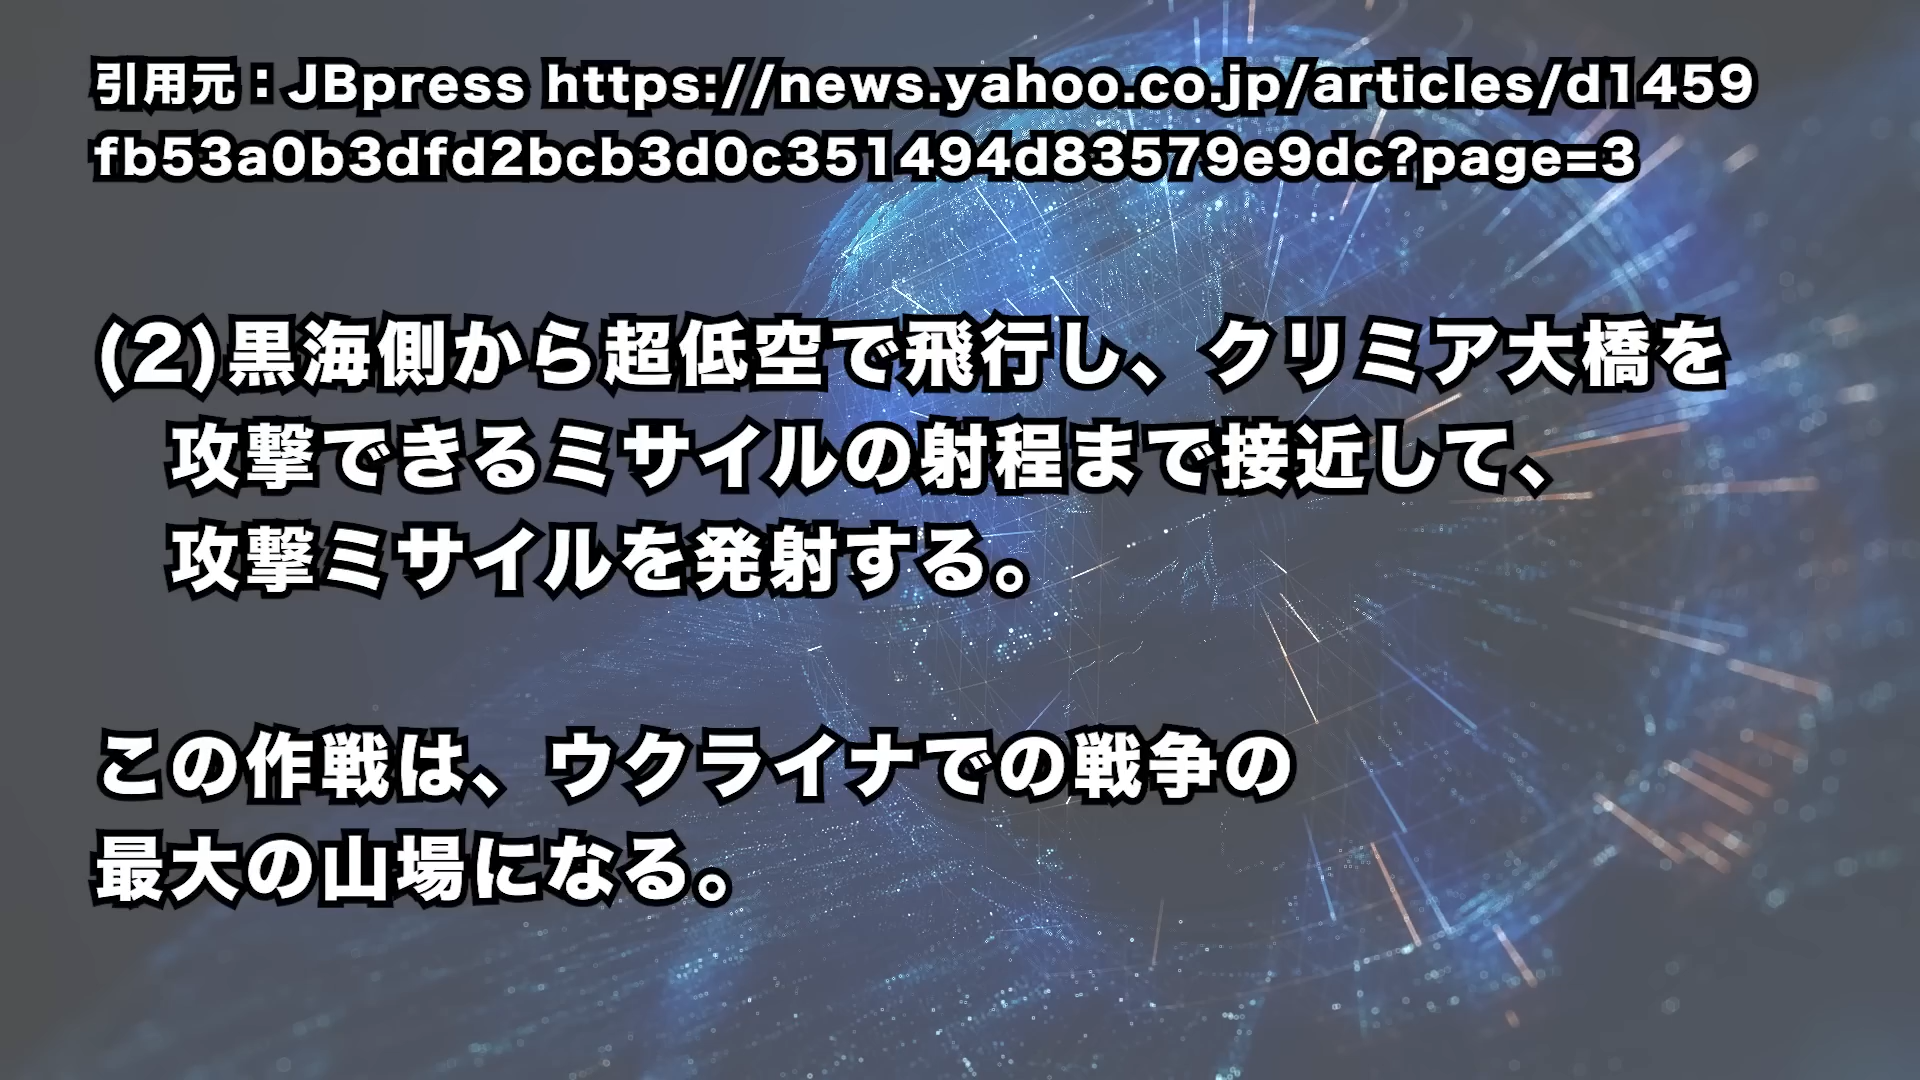 引用元：JBpress https://news.yahoo.co.jp/articles/d1459
fb53a0b3dfd2bcb3d0c351494d83579e9dc?page=3
(2)黒海側から超低空で飛行し、クリミア大橋を
攻撃できるミサイルの射程まで接近して、
攻撃ミサイルを発射する。
この作戦は、ウクライナでの戦争の
最大の山場になる。